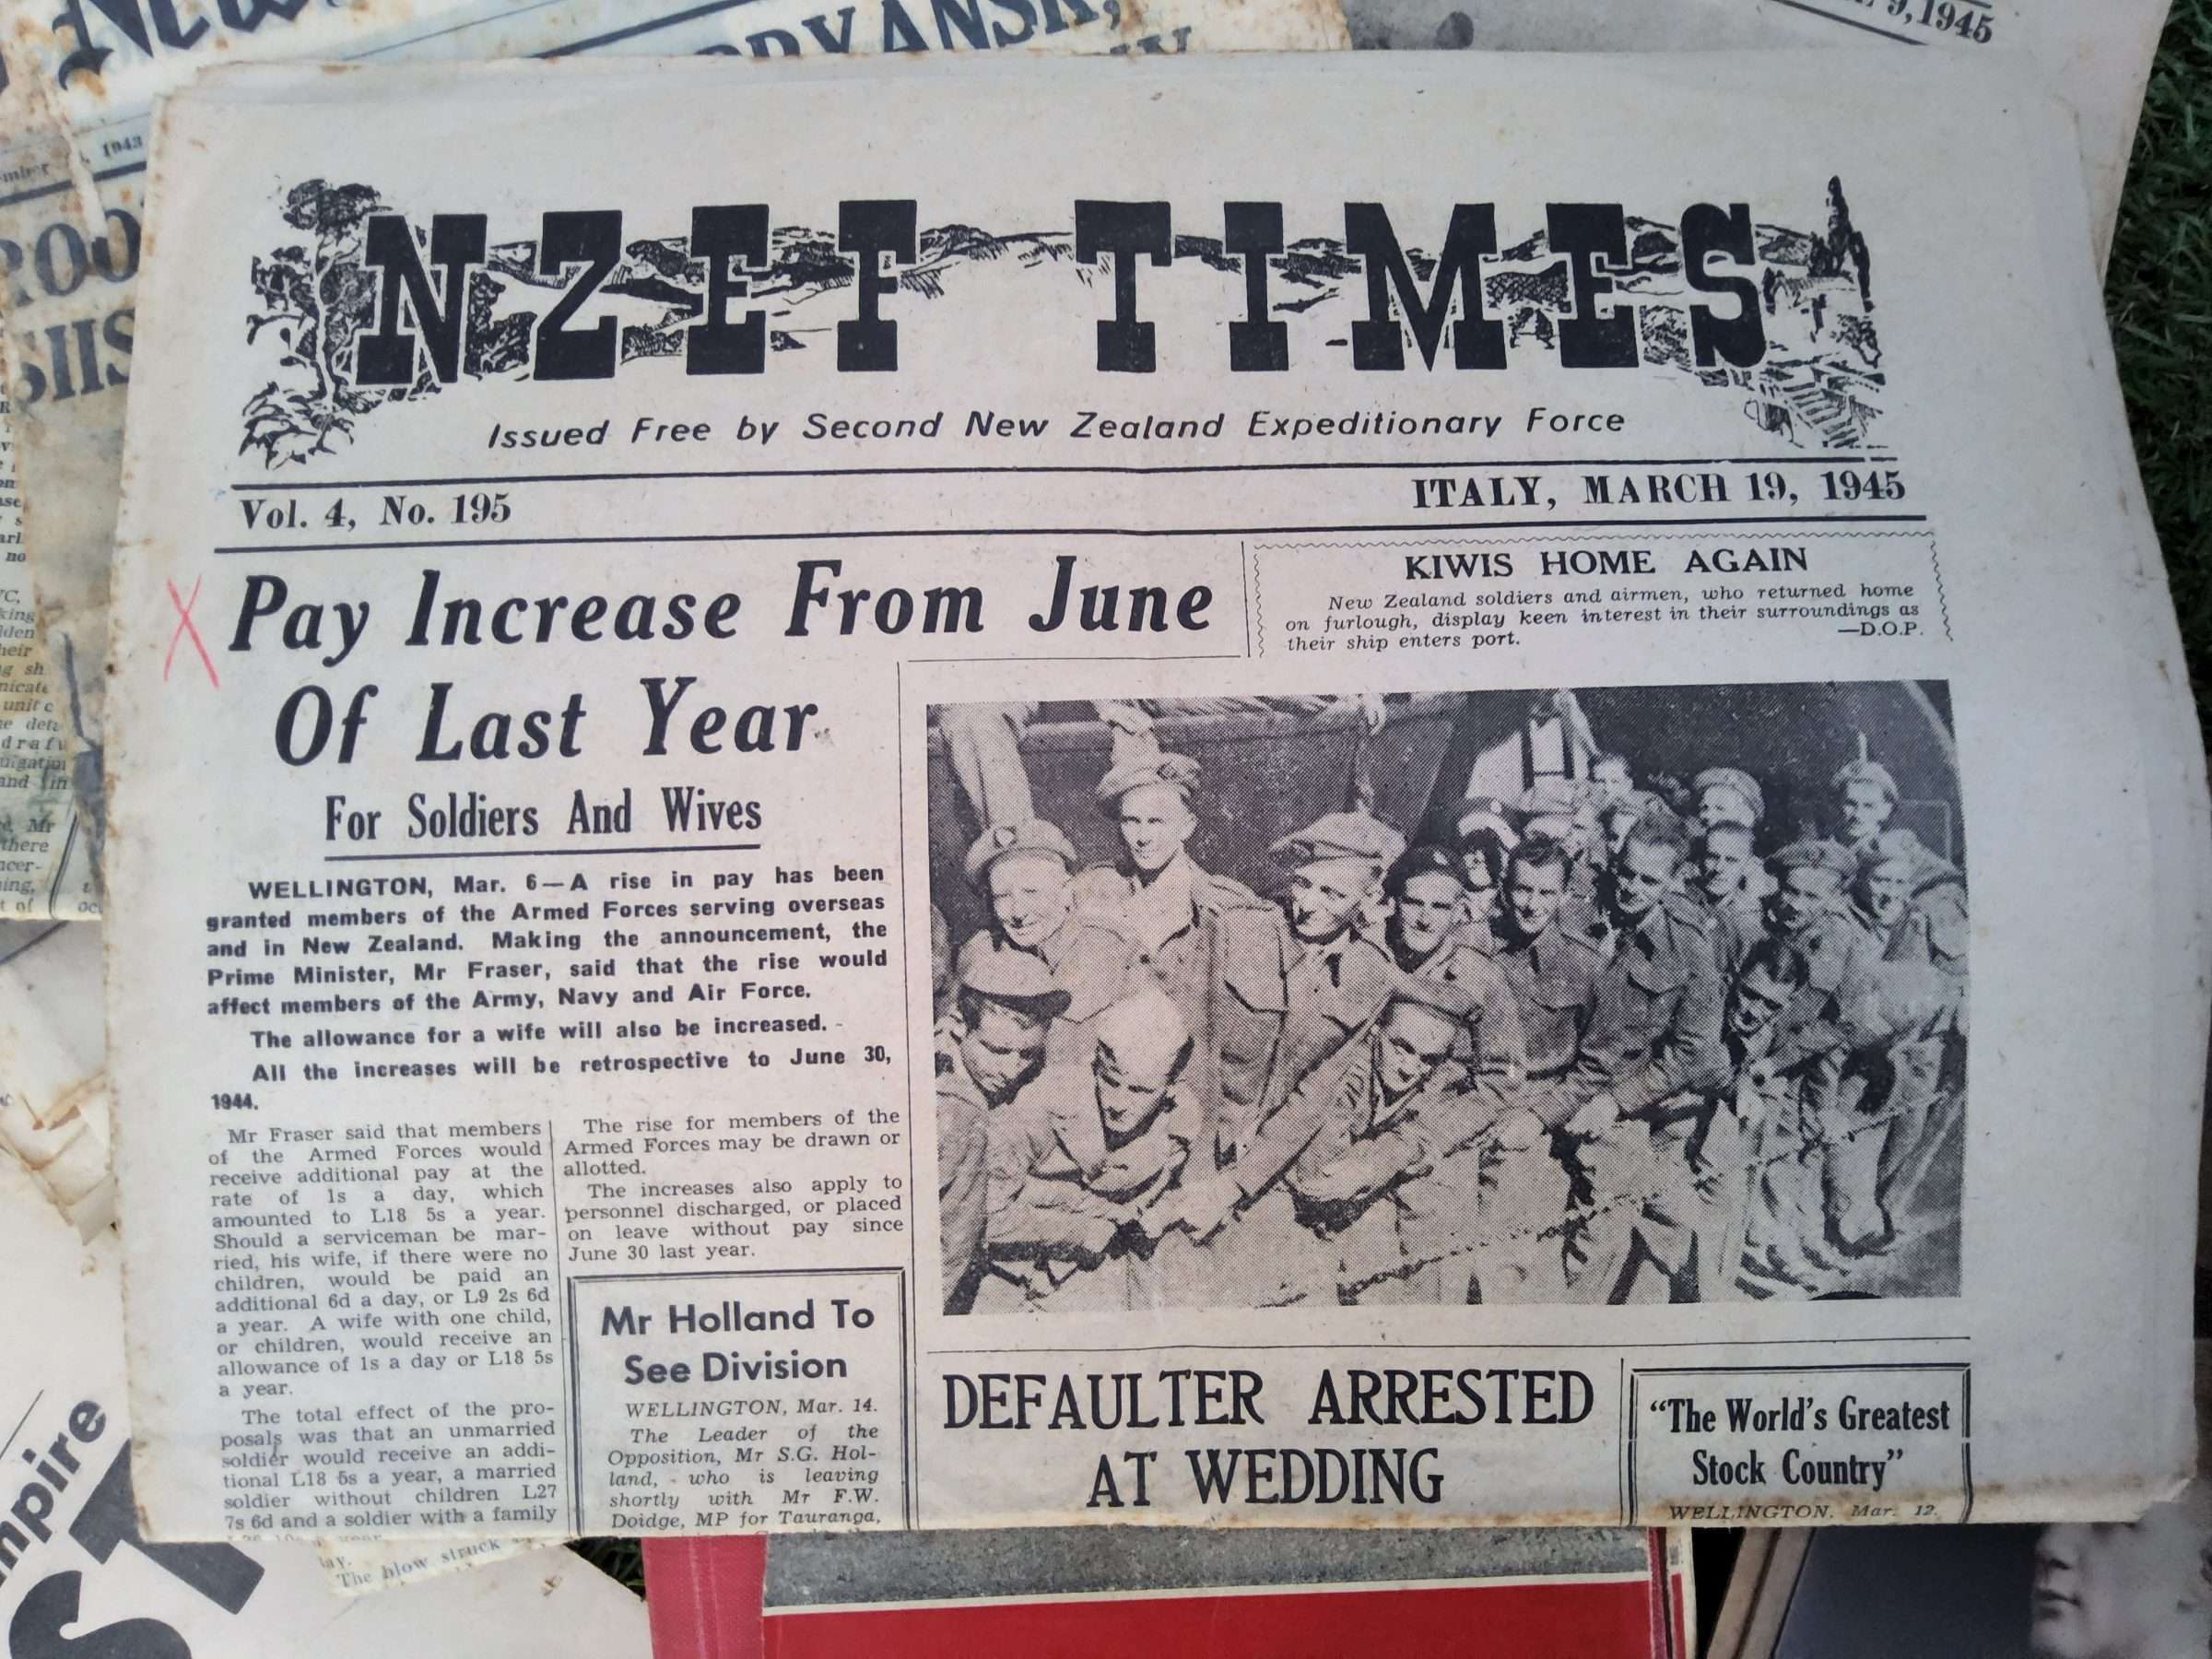 RYANSK,
9, 1945
1943
NZEF TIMES
Issued Free by Second New Zealand Expeditionary Force
Vol. 4, No. 195
ITALY, MARCH 19, 1945
Pay Increase From June
Of Last Year
For Soldiers And Wives
WELLINGTON, Mar. 6—A rise in pay has been
granted members of the Armed Forces serving overseas
and in New Zealand. Making the announcement, the
Prime Minister, Mr Fraser, said that the rise would
affect members of the Army, Navy and Air Force.
The allowance for a wife will also be increased.
All the increases will be retrospective to June 30,
1944.
Mr Fraser said that members
of the Armed Forces would
receive additional pay at the
rate of 1s a day, which
amounted to L18 5s a year.
Should a serviceman be mar-
ried, his wife, if there were no
children, would be paid an
additional 6d a day, or L9 2s 6d
a year. A wife with one child,
or children, would receive an
allowance of 1s a day or L18 5s
a year.
The total effect of the pro-
posals was that an unmarried
soldier would receive an addi-
tional L18 5s a year, a married
soldier without children L27
7s 6d and a soldier with a family
The rise for members of the
Armed Forces may be drawn or
allotted.
The increases also apply to
personnel discharged, or placed
on leave without pay since
June 30 last year.
Mr Holland To
See Division
WELLINGTON, Mar. 14.
The Leader of the
Opposition, Mr S.G. Hol-
land, who is leaving
shortly with Mr F.W.
Doidge, MP for Tauranga,
KIWIS HOME AGAIN
New Zealand soldiers and airmen, who returned home
on furlough, display keen interest in their surroundings as
their ship enters port.
—D.O.P.
DEFAULTER ARRESTED
AT WEDDING
"The World's Greatest
Stock Country"
WELLINGTON, Mar. 12.
The blow struck